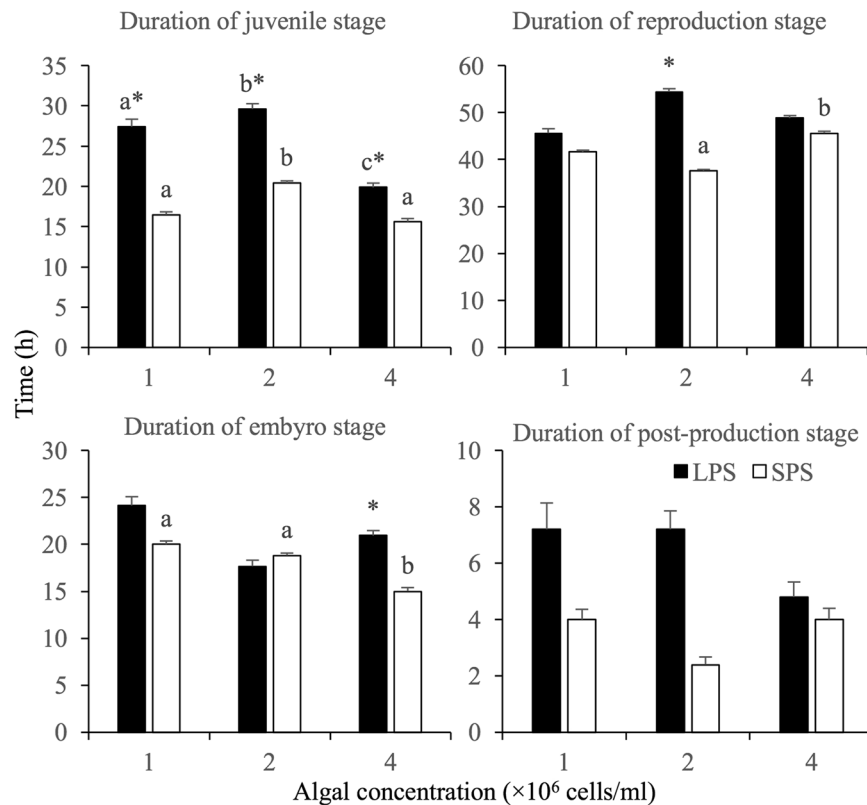 Duration of juvenile stage
35
30
25
20
15
10
5
0
a*
a
b*
b
c*
a
1
2
4
Duration of reproduction stage
60
50
40
30
20
10
0
*
a
b
1
2
4
Time (h)
Duration of embyro stage
30
25
20
15
10
5
0
a
a
*
b
1
2
4
Duration of post-production stage
10
8
6
4
2
0
LPS
SPS
1
2
4
Algal concentration (×10⁶ cells/ml)